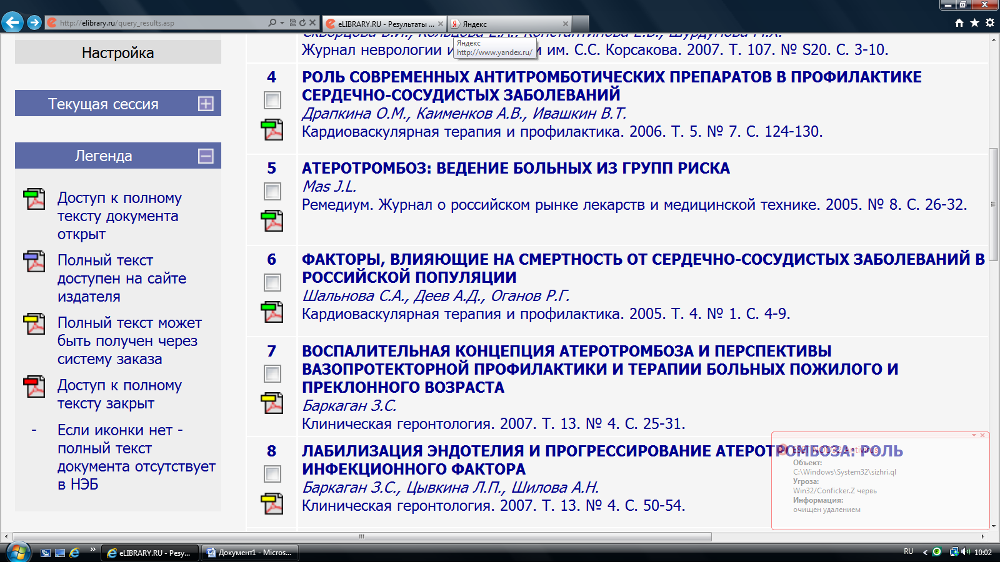 http://elibrary.ru/query_results.asp
eLIBRARY.RU - Результаты ...
Яндекс
Яндекс
http://www.yandex.ru/
Настройка
Текущая сессия
Легенда
Доступ к полному
тексту документа
открыт
Полный текст
доступен на сайте
издателя
Полный текст может
быть получен через
систему заказа
Доступ к полному
тексту закрыт
- Если иконки нет -
полный текст
документа отсутствует
в НЭБ
Журнал неврологии и и им. С.С. Корсакова. 2007. Т. 107. № S20. С. 3-10.
4
РОЛЬ СОВРЕМЕННЫХ АНТИТРОМБОТИЧЕСКИХ ПРЕПАРАТОВ В ПРОФИЛАКТИКЕ
СЕРДЕЧНО-СОСУДИСТЫХ ЗАБОЛЕВАНИЙ
Драпкина О.М., Каименков А.В., Ивашкин В.Т.
Кардиоваскулярная терапия и профилактика. 2006. Т. 5. № 7. С. 124-130.
5
АТЕРОТРОМБОЗ: ВЕДЕНИЕ БОЛЬНЫХ ИЗ ГРУПП РИСКА
Mas J.L.
Ремедиум. Журнал о российском рынке лекарств и медицинской технике. 2005. № 8. С. 26-32.
6
ФАКТОРЫ, ВЛИЯЮЩИЕ НА СМЕРТНОСТЬ ОТ СЕРДЕЧНО-СОСУДИСТЫХ ЗАБОЛЕВАНИЙ В
РОССИЙСКОЙ ПОПУЛЯЦИИ
Шальнова С.А., Деев А.Д., Оганов Р.Г.
Кардиоваскулярная терапия и профилактика. 2005. Т. 4. № 1. С. 4-9.
7
ВОСПАЛИТЕЛЬНАЯ КОНЦЕПЦИЯ АТЕРОТРОМБОЗА И ПЕРСПЕКТИВЫ
ВАЗОПРОТЕКТОРНОЙ ПРОФИЛАКТИКИ И ТЕРАПИИ БОЛЬНЫХ ПОЖИЛОГО И
ПРЕКЛОННОГО ВОЗРАСТА
Баркаган З.С.
Клиническая геронтология. 2007. Т. 13. № 4. С. 25-31.
8
ЛАБИЛИЗАЦИЯ ЭНДОТЕЛИЯ И ПРОГРЕССИРОВАНИЕ АТЕРОТРОМБОЗА: РОЛЬ
ИНФЕКЦИОННОГО ФАКТОРА
Баркаган З.С., Цывкина Л.П., Шилова А.Н.
Клиническая геронтология. 2007. Т. 13. № 4. С. 50-54.
ESET NOD32 Antivirus
Объект:
C:\Windows\System32\sizhri.ql
Угроза:
Win32/Conficker.Z червь
Информация:
очищен удалением
eLIBRARY.RU - Резу...
Документ1 - Micros...
RU
10:02